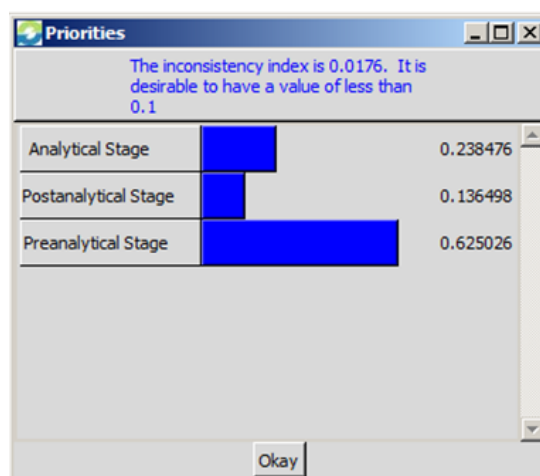 Priorities
The inconsistency index is 0.0176. It is
desirable to have a value of less than
0.1
Analytical Stage 0.238476
Postanalytical Stage 0.136498
Preanalytical Stage 0.625026
Okay